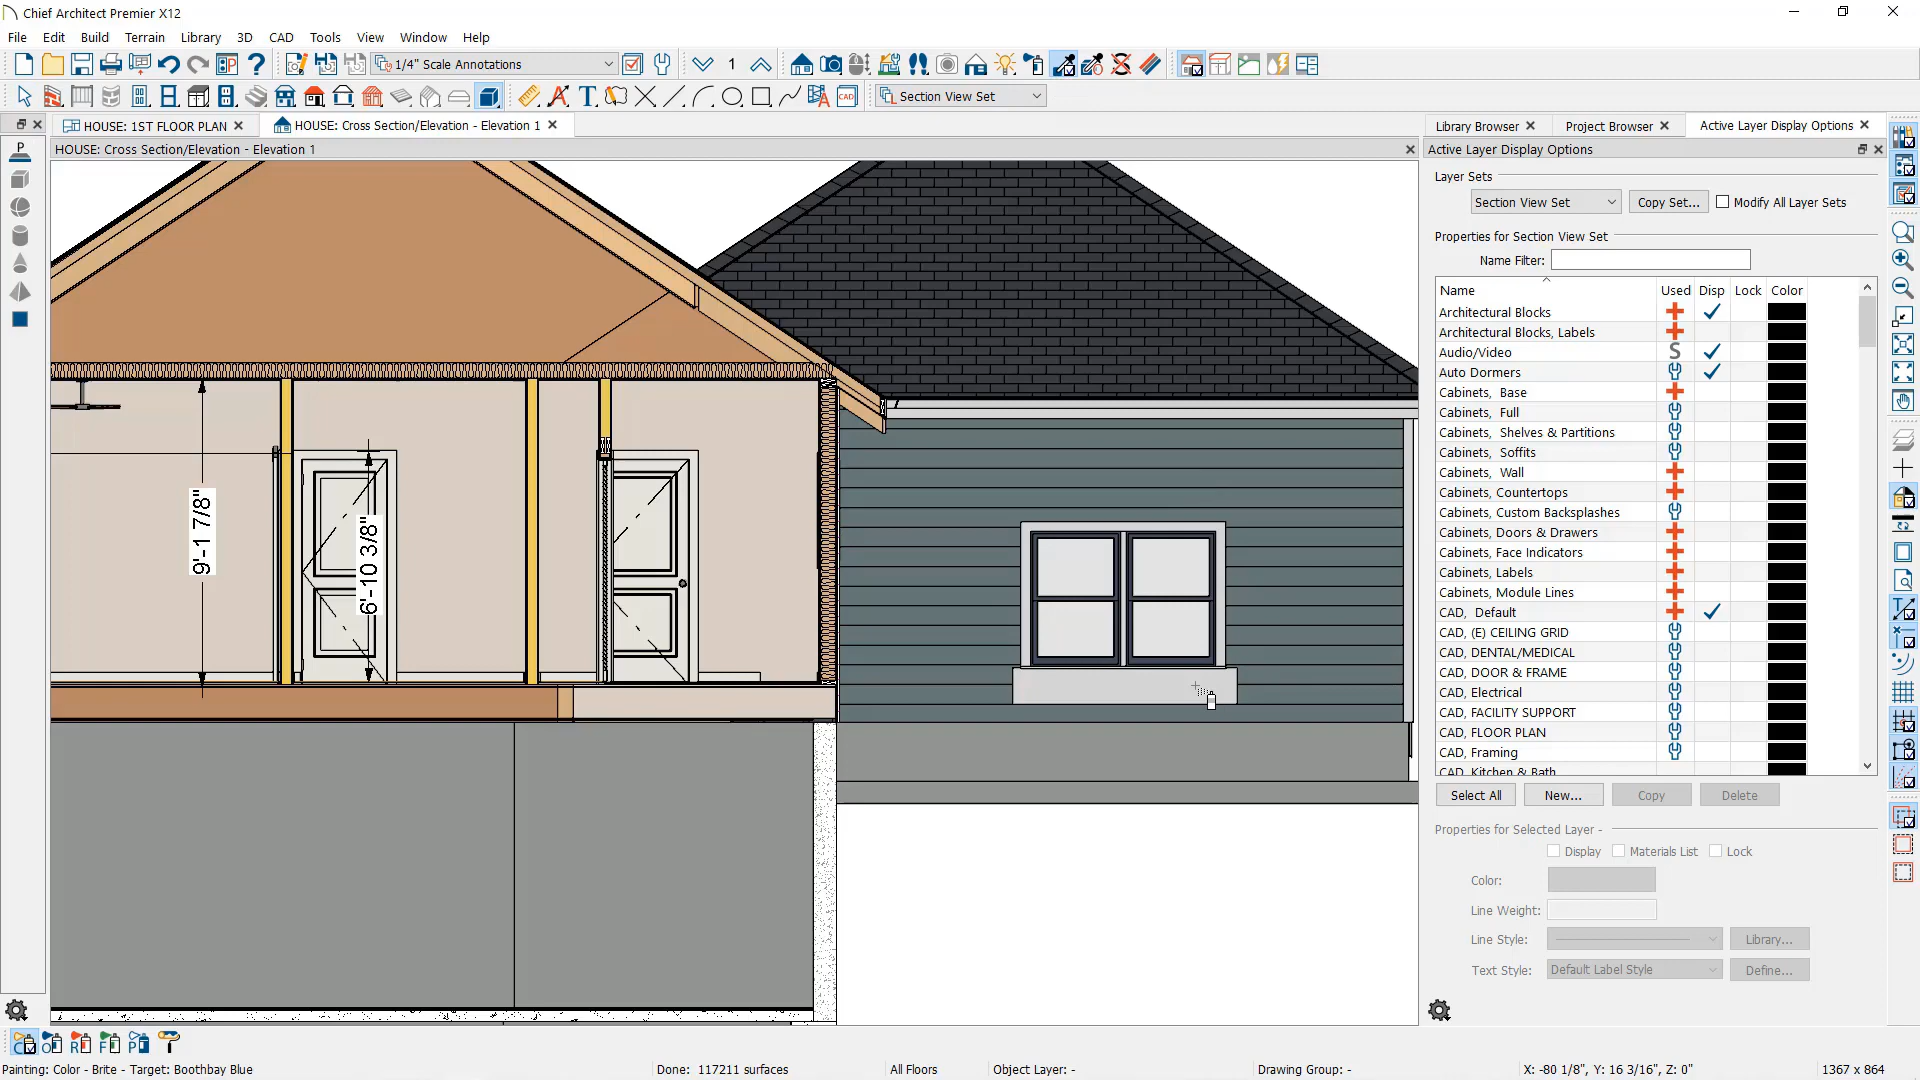 Chief Architect Premier X12
File Edit Build Terrain Library 3D CAD Tools View Window Help
1/4" Scale Annotations
1
T
CAD
Section View Set
HOUSE: 1ST FLOOR PLAN
HOUSE: Cross Section/Elevation - Elevation 1
Library Browser
Project Browser
Active Layer Display Options
P
HOUSE: Cross Section/Elevation - Elevation 1
Active Layer Display Options
Layer Sets
Section View Set
Copy Set...
Modify All Layer Sets
Properties for Section View Set
Name Filter:
Name Used Disp Lock Color
Architectural Blocks
Architectural Blocks, Labels
Audio/Video S
Auto Dormers
Cabinets, Base
Cabinets, Full
Cabinets, Shelves & Partitions
Cabinets, Soffits
Cabinets, Wall
Cabinets, Countertops
Cabinets, Custom Backsplashes
Cabinets, Doors & Drawers
Cabinets, Face Indicators
Cabinets, Labels
Cabinets, Module Lines
CAD, Default
CAD, (E) CEILING GRID
CAD, DENTAL/MEDICAL
CAD, DOOR & FRAME
CAD, Electrical
CAD, FACILITY SUPPORT
CAD, FLOOR PLAN
CAD, Framing
CAD, Kitchen & Bath
9'-1 7/8"
6'-10 3/8"
Select All
New...
Copy
Delete
Properties for Selected Layer -
Display
Materials List
Lock
Color:
Line Weight:
Line Style:
Library...
Text Style:
Default Label Style
Define...
C O R F P
Painting: Color - Brite - Target: Boothbay Blue
Done: 117211 surfaces
All Floors
Object Layer: -
Drawing Group: -
X: -80 1/8", Y: 16 3/16", Z: 0"
1367 x 864